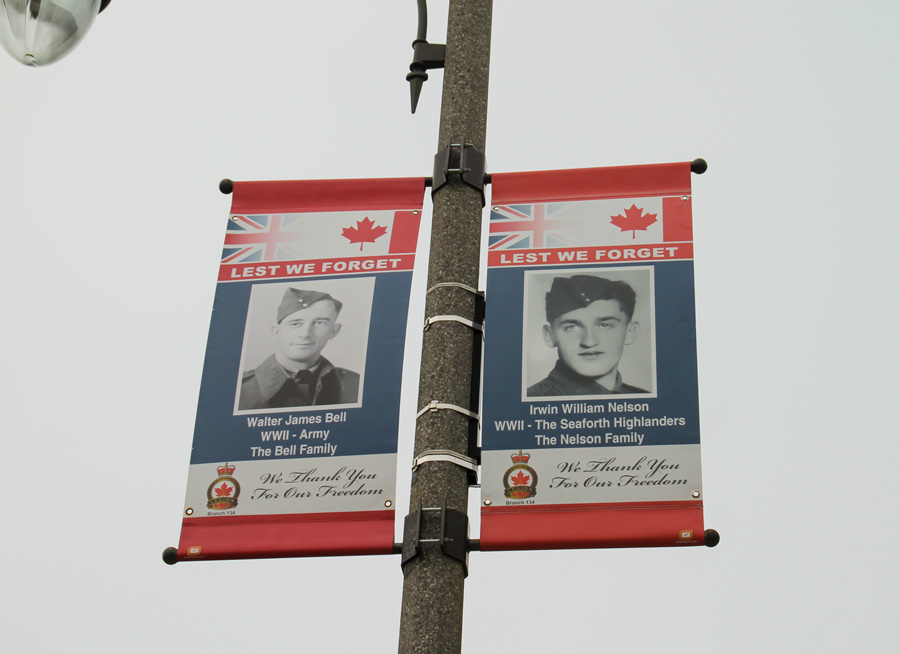 LEST WE FORGET
Walter James Bell
WWII - Army
The Bell Family
We Thank You
For Our Freedom
LEGION
Branch 134
LEST WE FORGET
Irwin William Nelson
WWII - The Seaforth Highlanders
The Nelson Family
We Thank You
For Our Freedom
LEGION
Branch 134